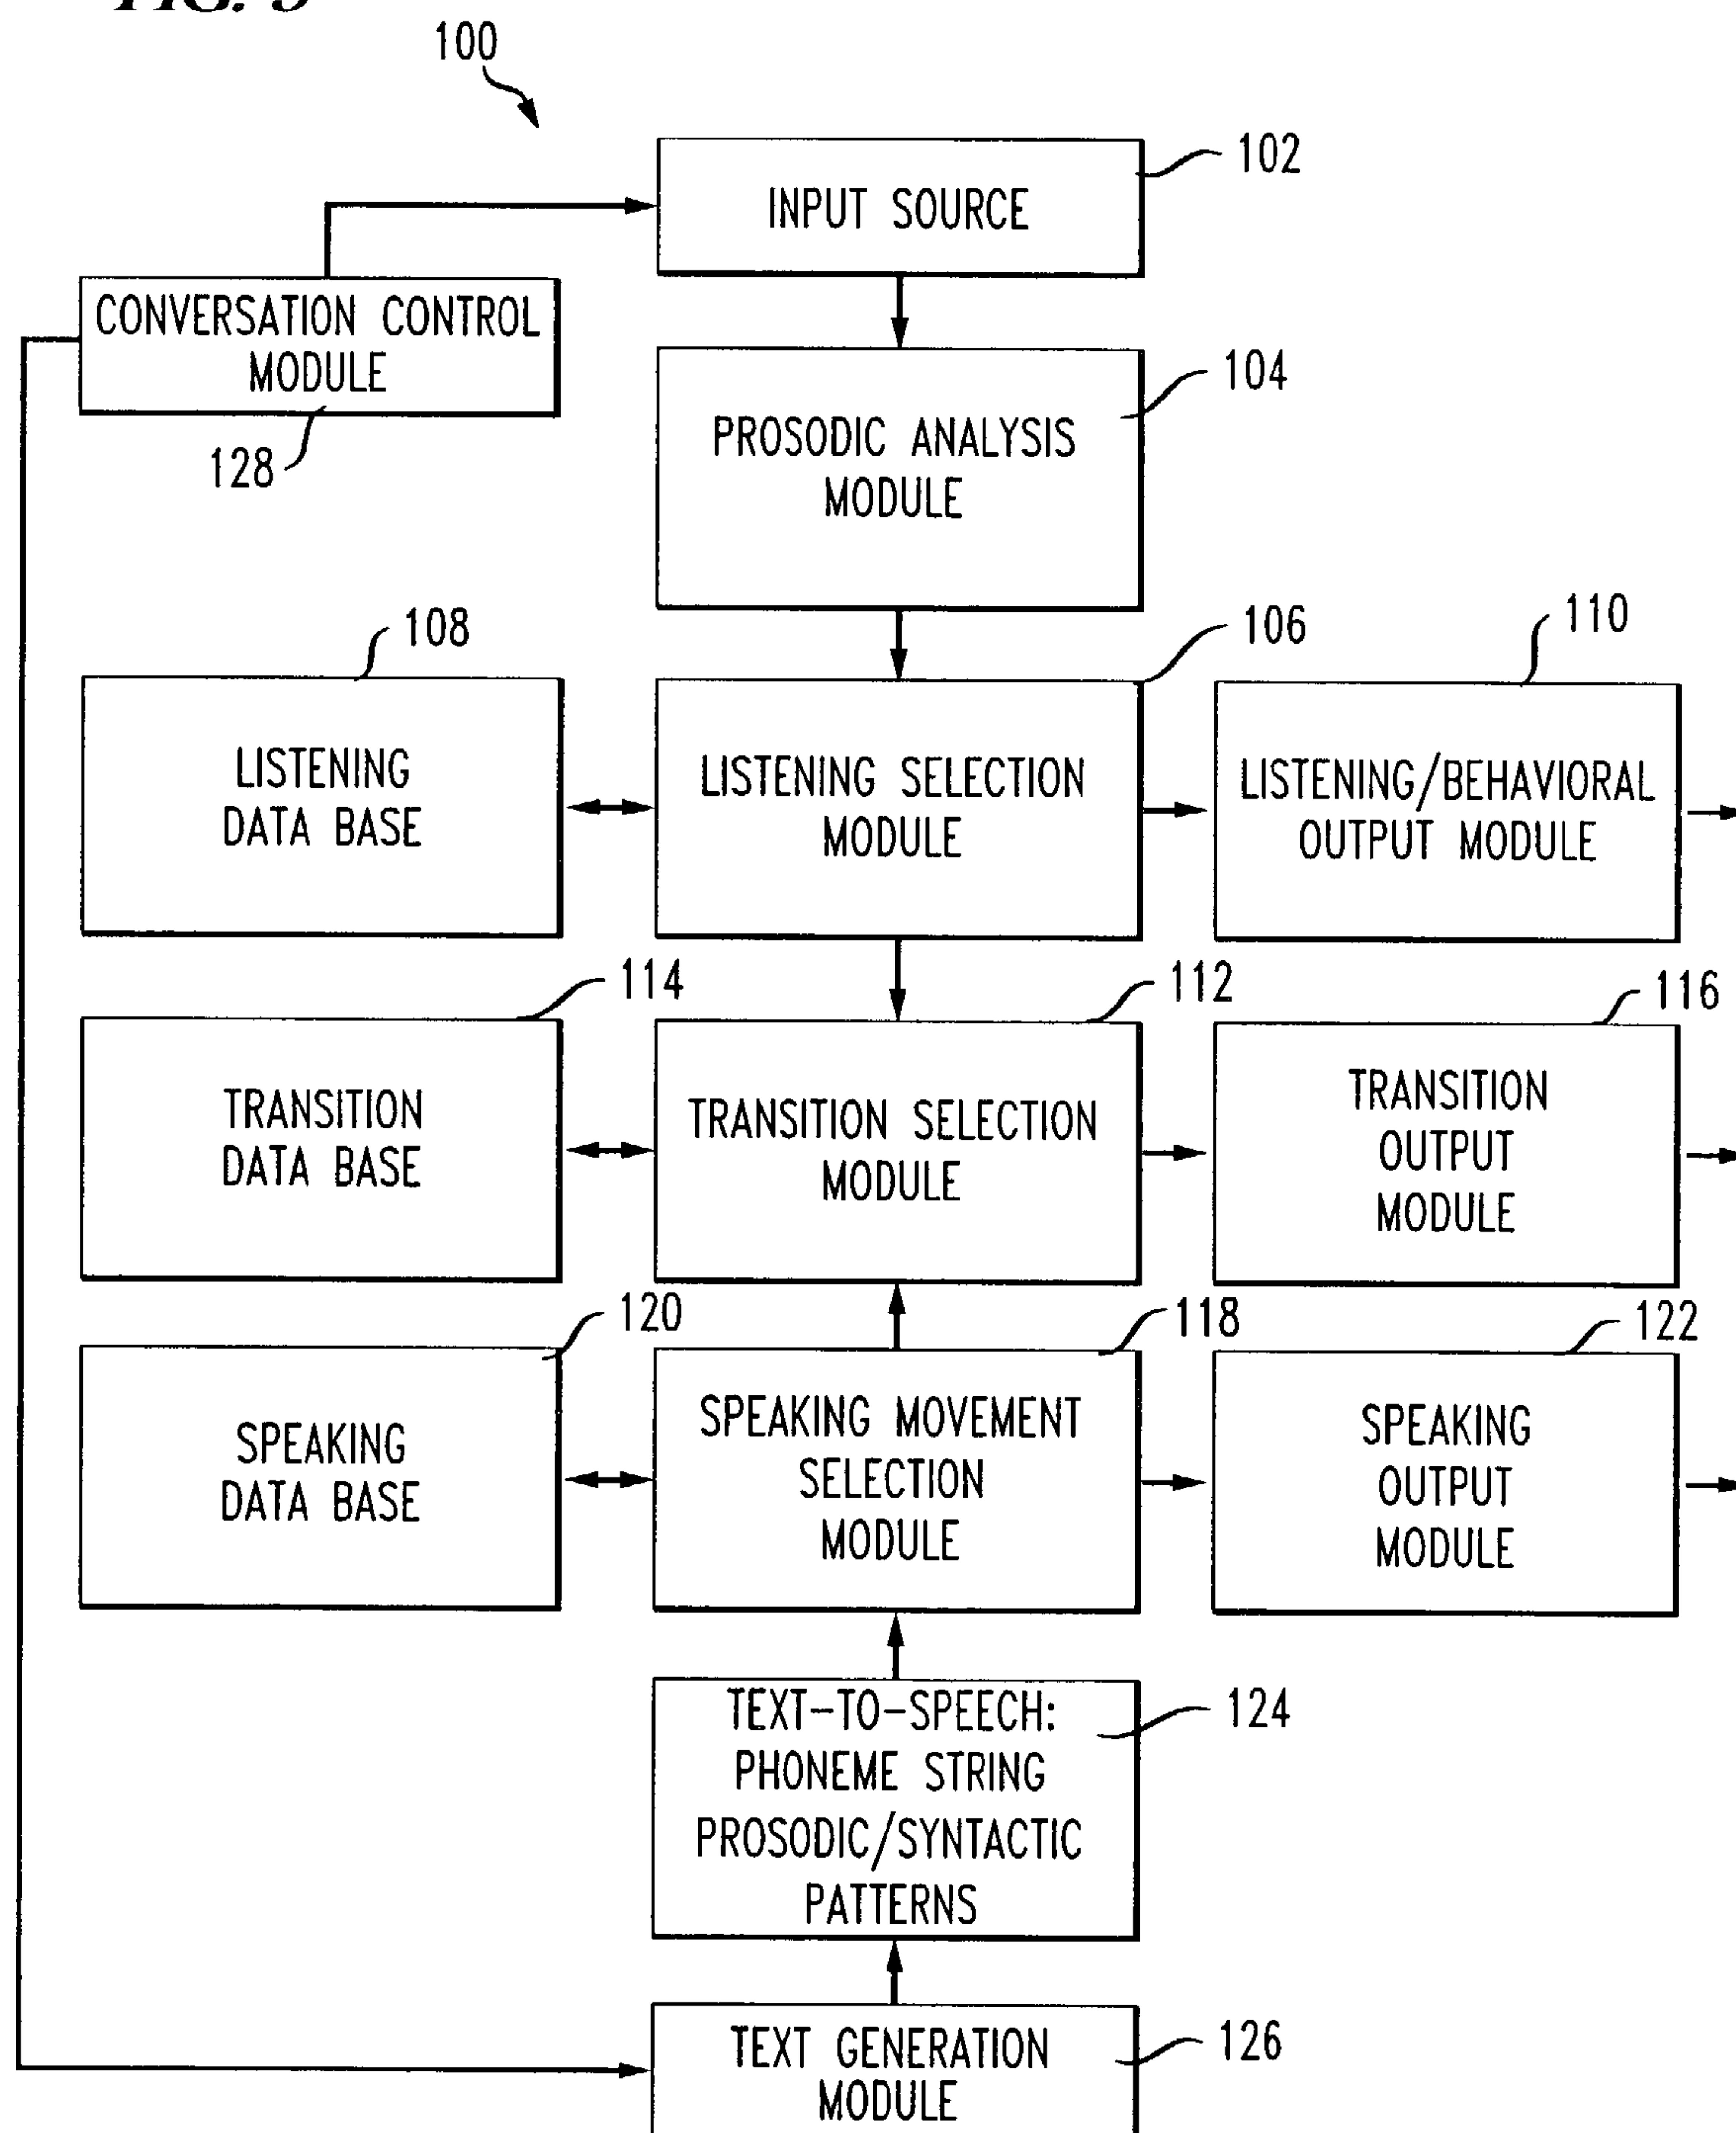 100
INPUT SOURCE
102
CONVERSATION CONTROL
MODULE
128
PROSODIC ANALYSIS
MODULE
104
108
106
110
LISTENING
DATA BASE
LISTENING SELECTION
MODULE
LISTENING/BEHAVIORAL
OUTPUT MODULE
114
112
116
TRANSITION
DATA BASE
TRANSITION SELECTION
MODULE
TRANSITION
OUTPUT
MODULE
120
118
122
SPEAKING
DATA BASE
SPEAKING MOVEMENT
SELECTION
MODULE
SPEAKING
OUTPUT
MODULE
TEXT-TO-SPEECH:
PHONEME STRING
PROSODIC/SYNTACTIC
PATTERNS
124
TEXT GENERATION
MODULE
126